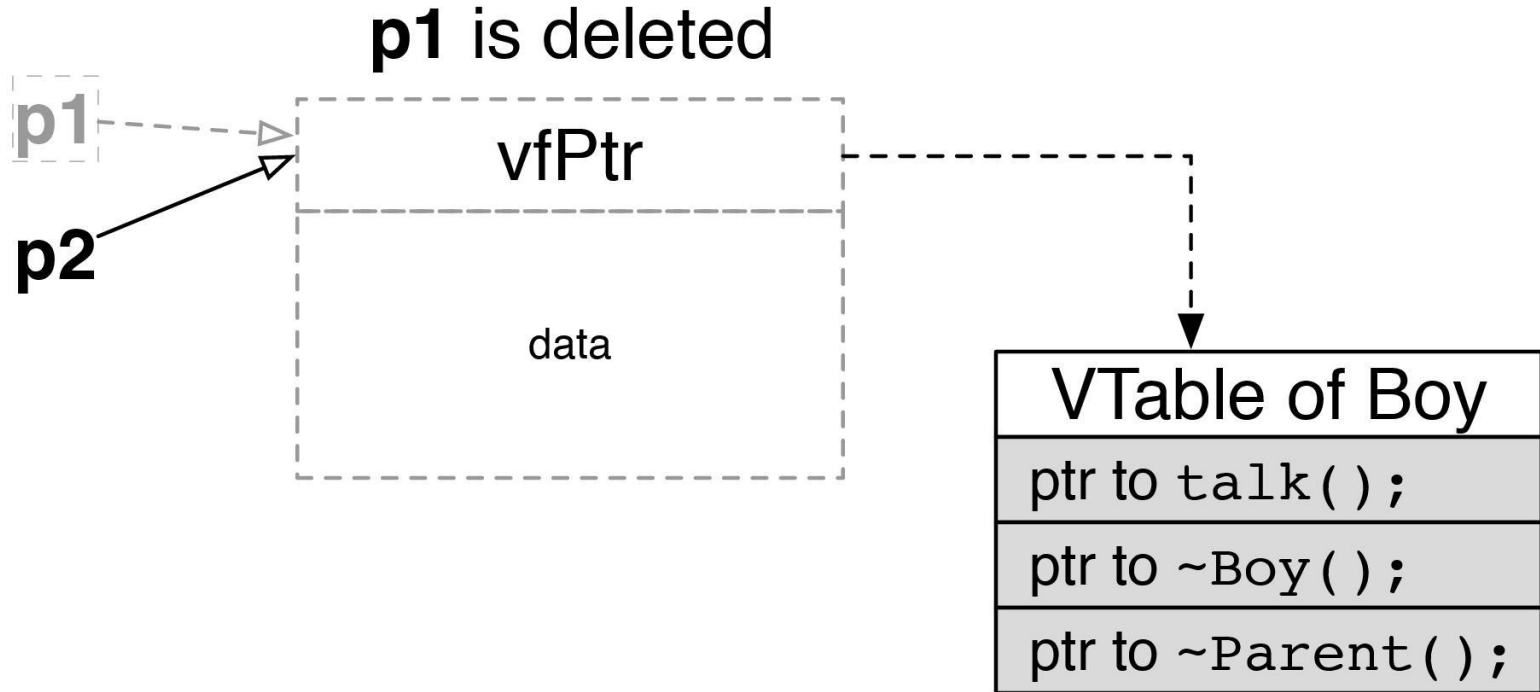 p1 is deleted
p1
vfPtr
p2
data
VTable of Boy
ptr to talk();
ptr to ~Boy();
ptr to ~Parent();